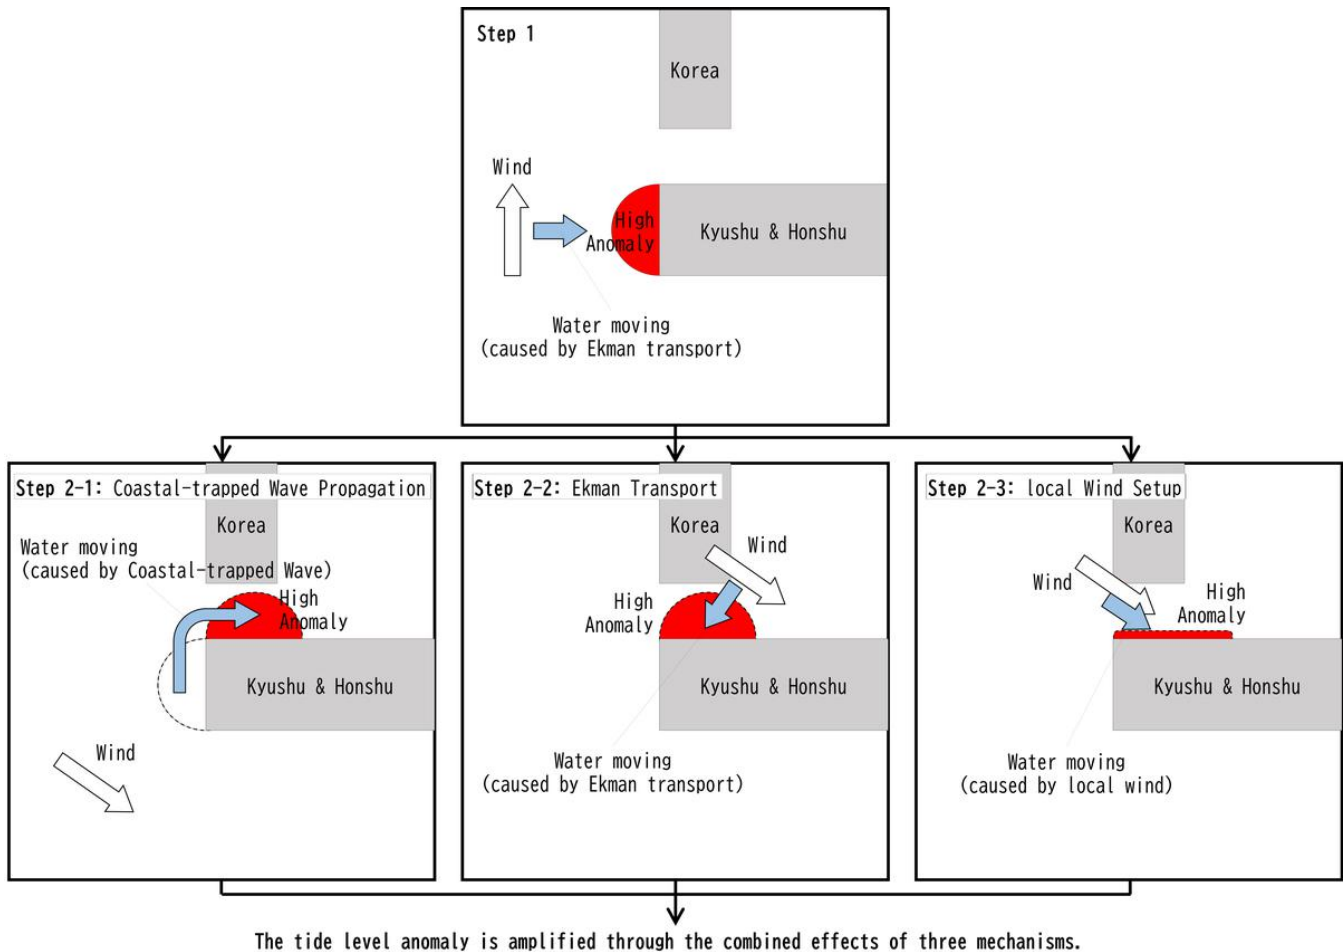 Step 1
Korea
Wind
High
Anomaly
Kyushu & Honshu
Water moving
(caused by Ekman transport)
Step 2-1: Coastal-trapped Wave Propagation
Korea
Water moving
(caused by Coastal-trapped Wave)
High
Anomaly
Kyushu & Honshu
Wind
Step 2-2: Ekman Transport
Korea
Wind
High
Anomaly
Kyushu & Honshu
Water moving
(caused by Ekman transport)
Step 2-3: local Wind Setup
Korea
Wind
High
Anomaly
Kyushu & Honshu
Water moving
(caused by local wind)
The tide level anomaly is amplified through the combined effects of three mechanisms.